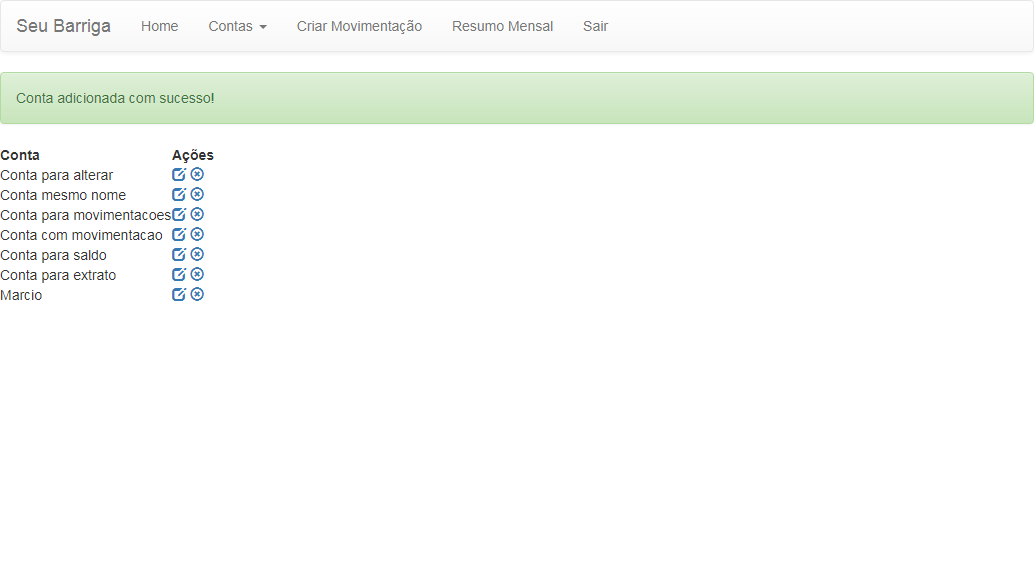 Seu Barriga Home Contas Criar Movimentação Resumo Mensal Sair
Conta adicionada com sucesso!
Conta Ações
Conta para alterar
Conta mesmo nome
Conta para movimentacoes
Conta com movimentacao
Conta para saldo
Conta para extrato
Marcio